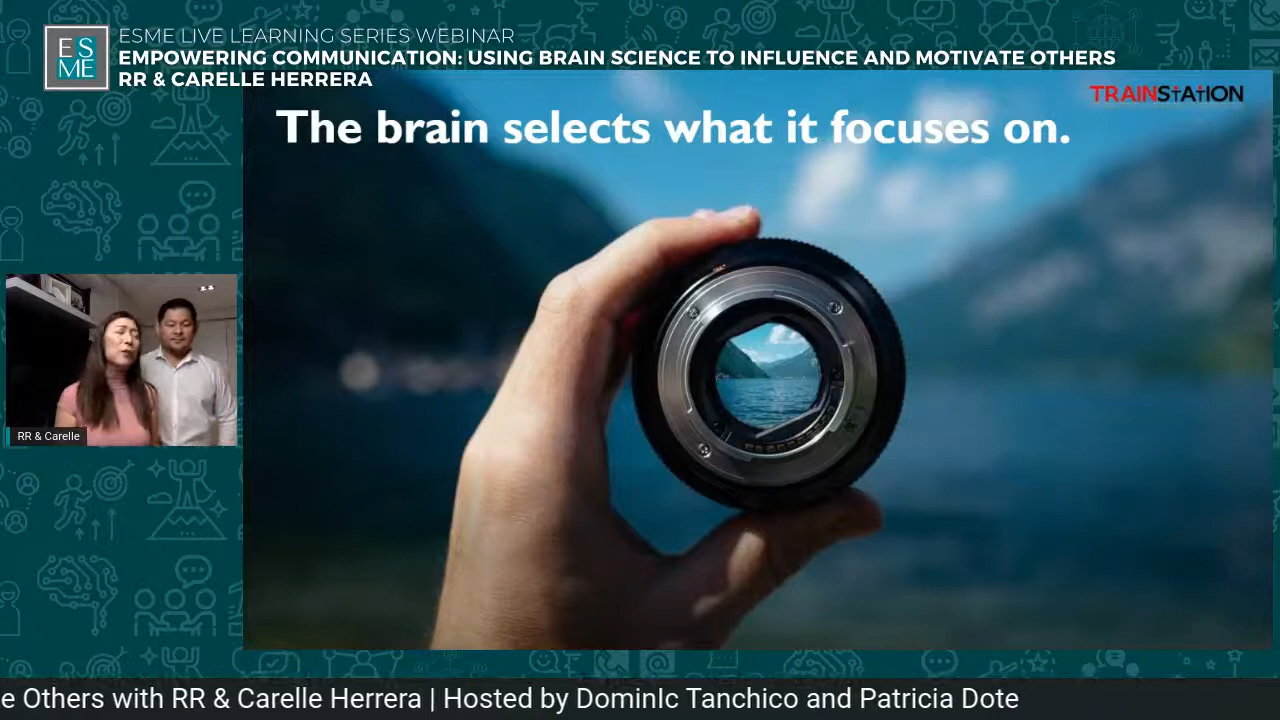 ES
ME
ESME LIVE LEARNING SERIES WEBINAR
EMPOWERING COMMUNICATION: USING BRAIN SCIENCE TO INFLUENCE AND MOTIVATE OTHERS
RR & CARELLE HERRERA
TRAINSTATION
The brain selects what it focuses on.
RR & Carelle
e Others with RR & Carelle Herrera | Hosted by DominIc Tanchico and Patricia Dote